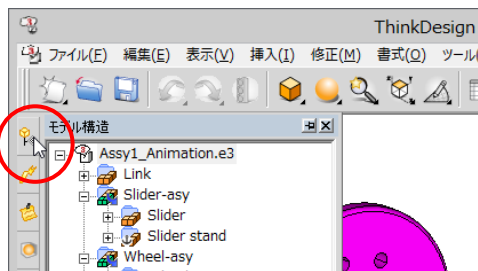 ThinkDesign
ファイル(F) 編集(E) 表示(V) 挿入(I) 修正(M) 書式(O) ツール(
モデル構造
Assy1_Animation.e3
Link
Slider-asy
Slider
Slider stand
Wheel-asy